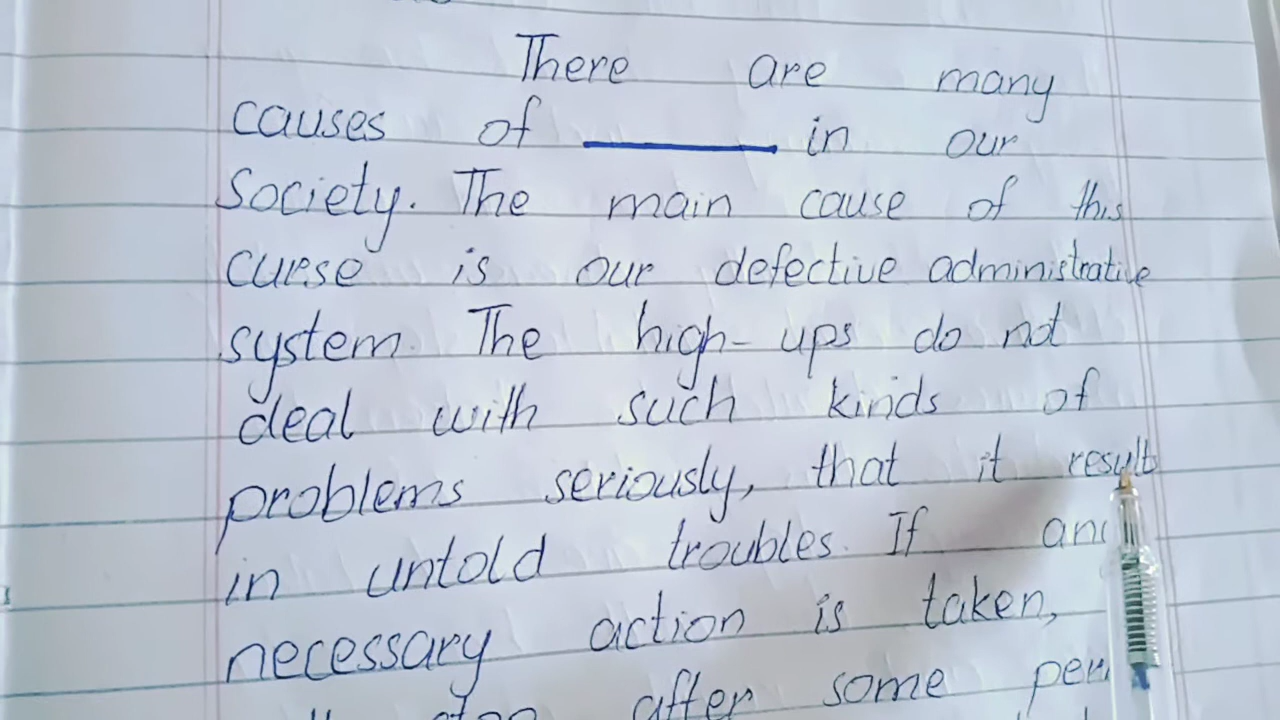 There are many
causes of ______ in our
Society. The main cause of this
curse is our defective administrative
system. The high-ups do not
deal with such kinds of
problems seriously, that it result
in untold troubles. If
necessary action is taken,
after some